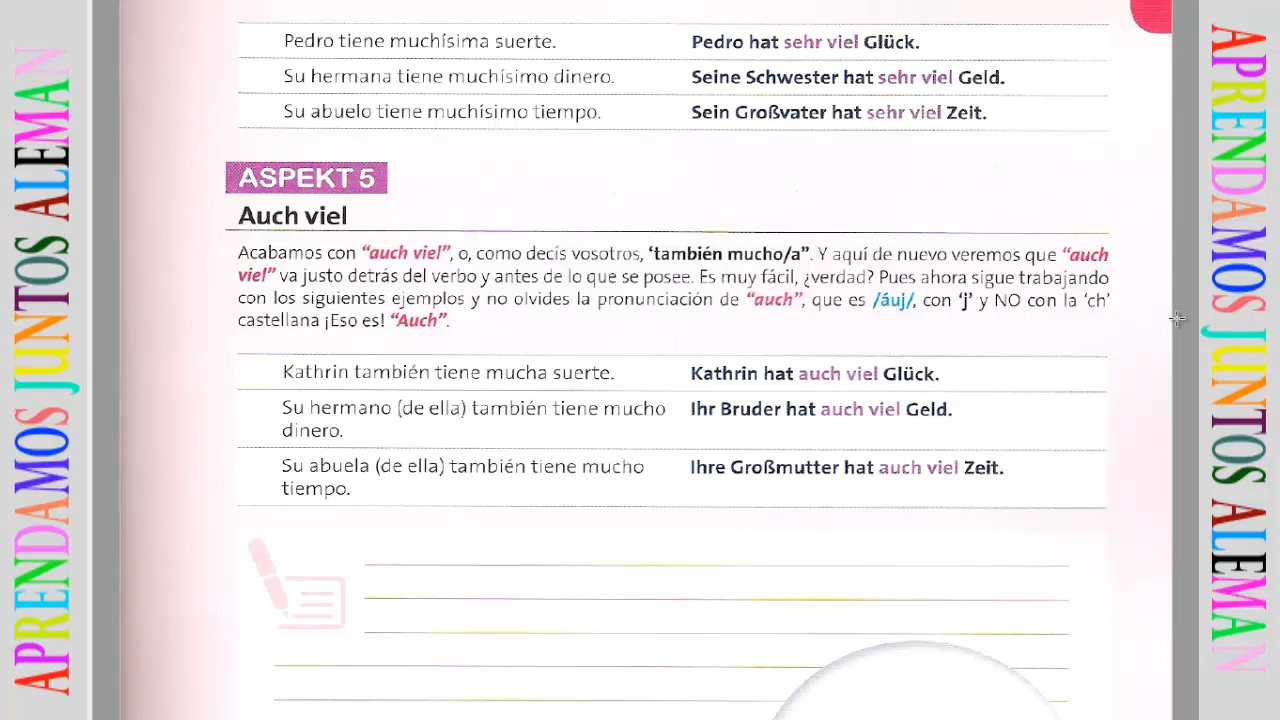 Pedro tiene muchísima suerte. Pedro hat sehr viel Glück.
Su hermana tiene muchísimo dinero. Seine Schwester hat sehr viel Geld.
Su abuelo tiene muchísimo tiempo. Sein Großvater hat sehr viel Zeit.
ASPEKT 5
Auch viel
Acabamos con “auch viel”, o, como decís vosotros, ‘también mucho/a”. Y aquí de nuevo veremos que “auch
viel” va justo detrás del verbo y antes de lo que se posee. Es muy fácil, ¿verdad? Pues ahora sigue trabajando
con los siguientes ejemplos y no olvides la pronunciación de “auch”, que es /áuj/, con ‘j’ y NO con la ‘ch’
castellana ¡Eso es! “Auch”.
Kathrin también tiene mucha suerte. Kathrin hat auch viel Glück.
Su hermano (de ella) también tiene mucho Ihr Bruder hat auch viel Geld.
dinero.
Su abuela (de ella) también tiene mucho Ihre Großmutter hat auch viel Zeit.
tiempo.
APRENDAMOS JUNTOS ALEMAN
APRENDAMOS JUNTOS ALEMAN